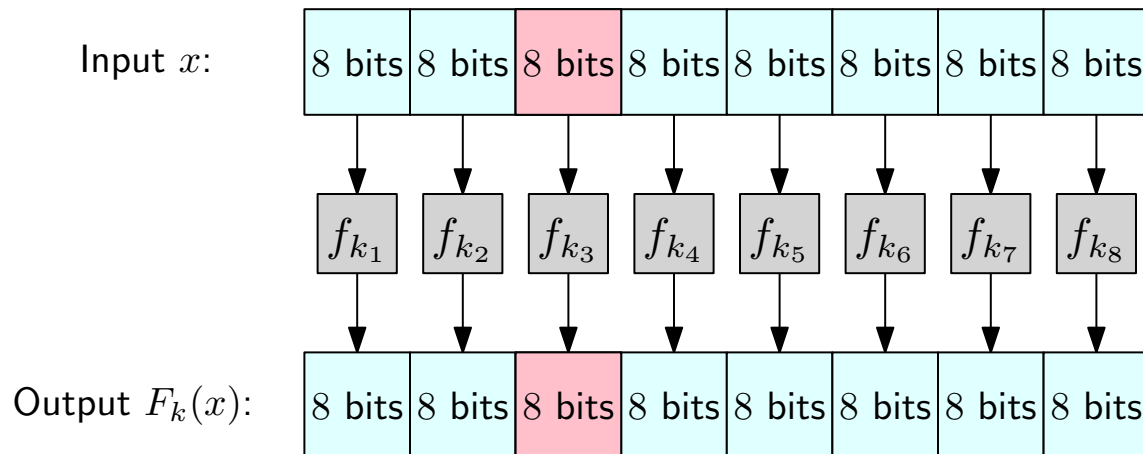 Input x: 8 bits 8 bits 8 bits 8 bits 8 bits 8 bits 8 bits 8 bits
f_{k_1} f_{k_2} f_{k_3} f_{k_4} f_{k_5} f_{k_6} f_{k_7} f_{k_8}
Output F_k(x): 8 bits 8 bits 8 bits 8 bits 8 bits 8 bits 8 bits 8 bits